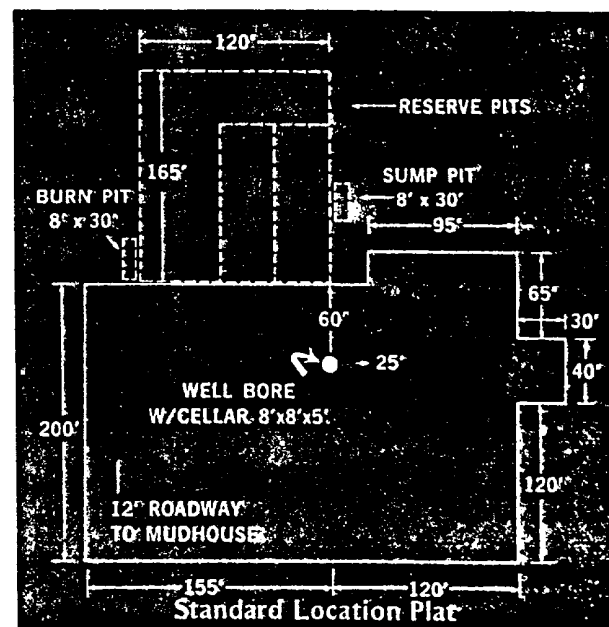 120'
RESERVE PITS
165'
SUMP PIT
8' x 30'
BURN PIT
8' x 30'
95'
65'
30'
60'
40'
25'
WELL BORE
W/CELLAR 8'x8'x5'
200'
120'
12' ROADWAY
TO MUDHOUSE
155'
120'
Standard Location Plat